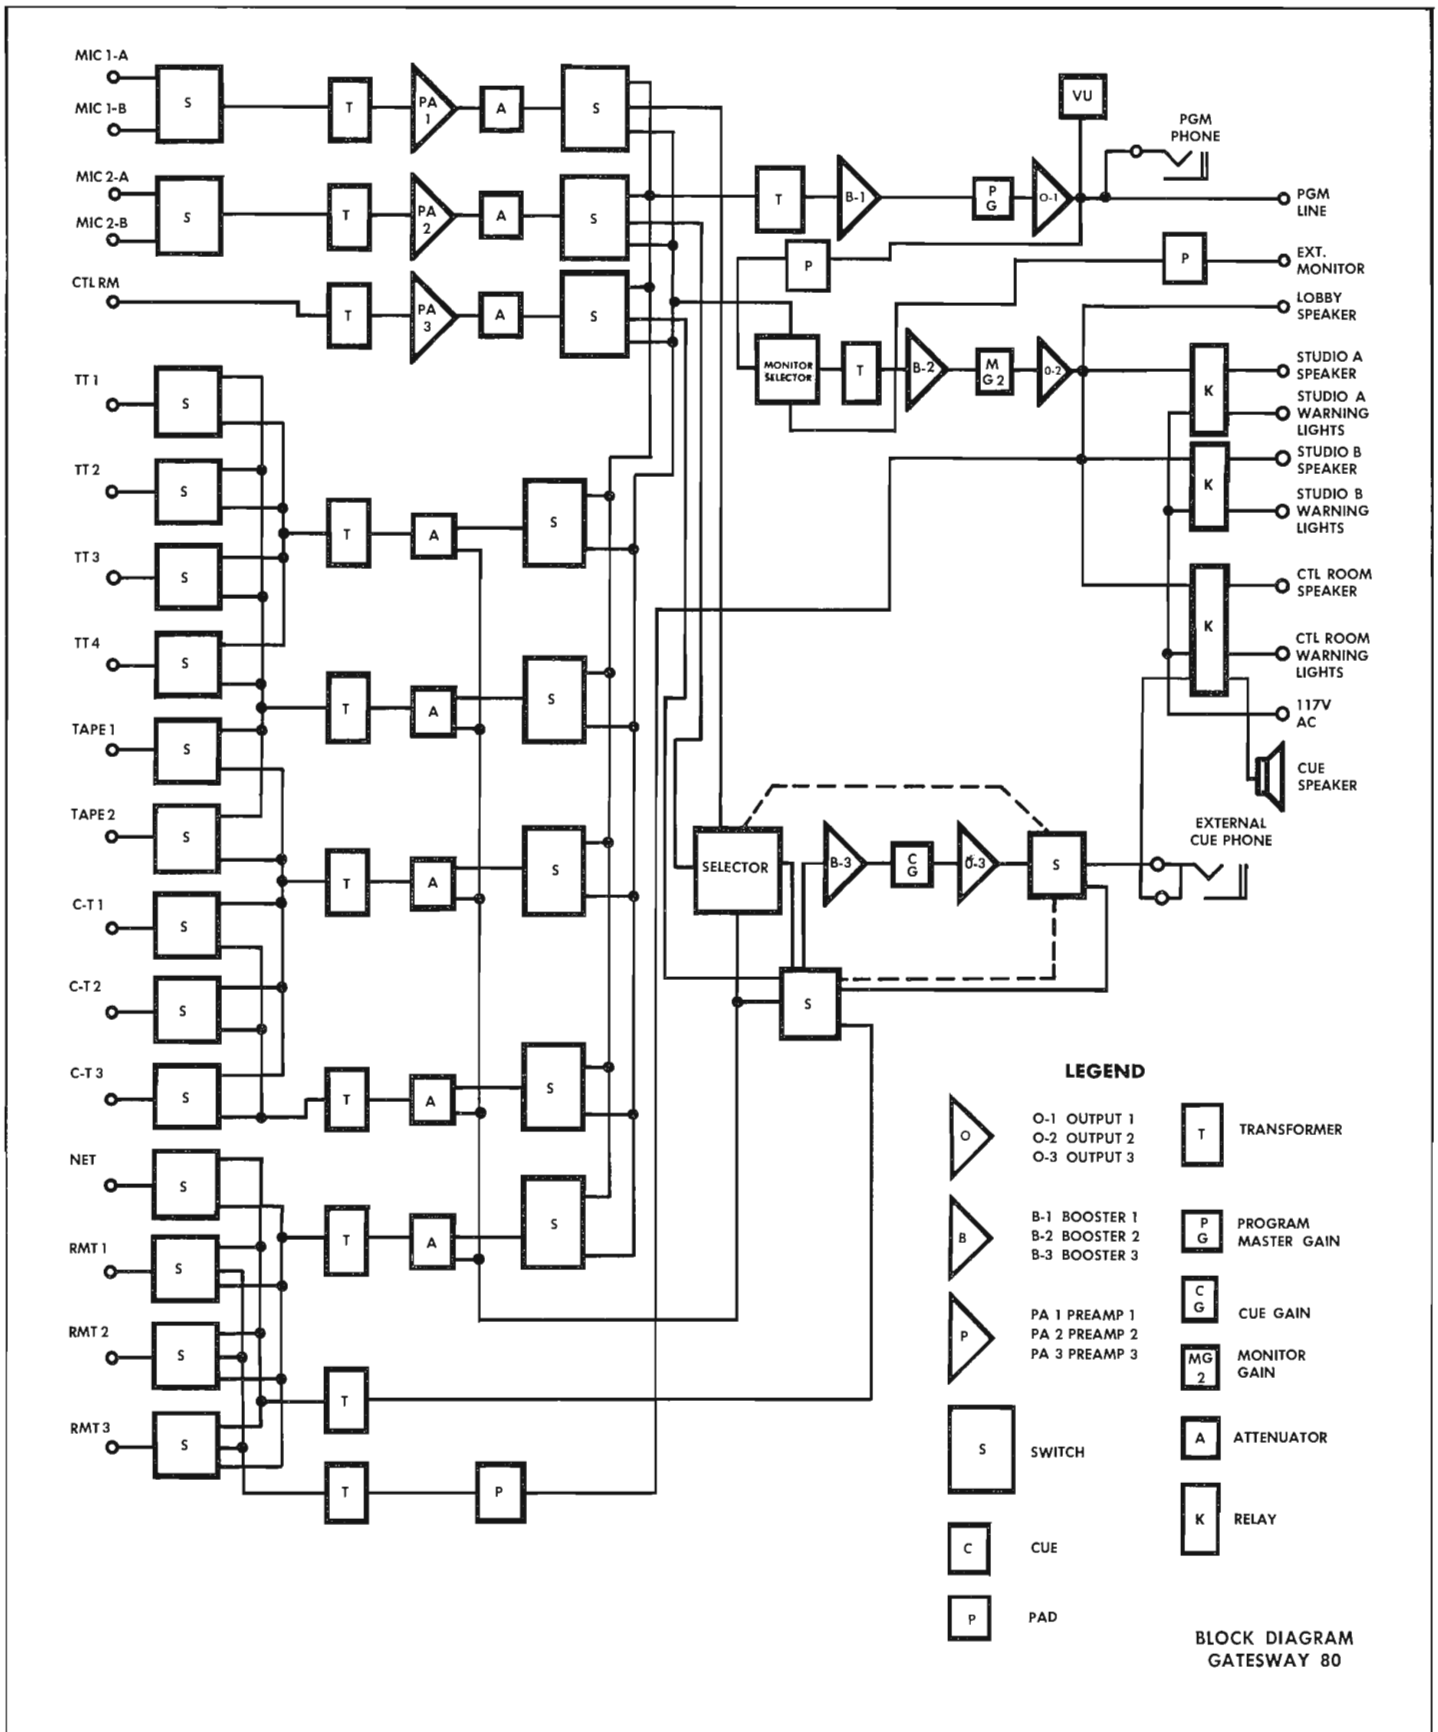 MIC 1-A
MIC 1-B
S
T
PA
1
A
S
MIC 2-A
MIC 2-B
S
T
PA
2
A
S
CTL RM
T
PA
3
A
S
VU
PGM
PHONE
T
B-1
P
G
O-1
PGM
LINE
P
P
EXT.
MONITOR
LOBBY
SPEAKER
MONITOR
SELECTOR
T
B-2
M
G 2
O-2
K
STUDIO A
SPEAKER
STUDIO A
WARNING
LIGHTS
K
STUDIO B
SPEAKER
STUDIO B
WARNING
LIGHTS
K
CTL ROOM
SPEAKER
CTL ROOM
WARNING
LIGHTS
117V
AC
CUE
SPEAKER
EXTERNAL
CUE PHONE
TT 1
S
TT 2
S
TT 3
S
T
A
S
TT 4
S
TAPE 1
S
T
A
S
TAPE 2
S
C-T 1
S
T
A
S
C-T 2
S
C-T 3
S
T
A
S
NET
S
RMT 1
S
T
A
S
RMT 2
S
T
RMT 3
S
T
P
SELECTOR
B-3
C
G
O-3
S
S
LEGEND
O
O-1 OUTPUT 1
O-2 OUTPUT 2
O-3 OUTPUT 3
T
TRANSFORMER
B
B-1 BOOSTER 1
B-2 BOOSTER 2
B-3 BOOSTER 3
P
G
PROGRAM
MASTER GAIN
C
G
CUE GAIN
P
PA 1 PREAMP 1
PA 2 PREAMP 2
PA 3 PREAMP 3
MG
2
MONITOR
GAIN
S
SWITCH
A
ATTENUATOR
K
RELAY
C
CUE
P
PAD
BLOCK DIAGRAM
GATESWAY 80